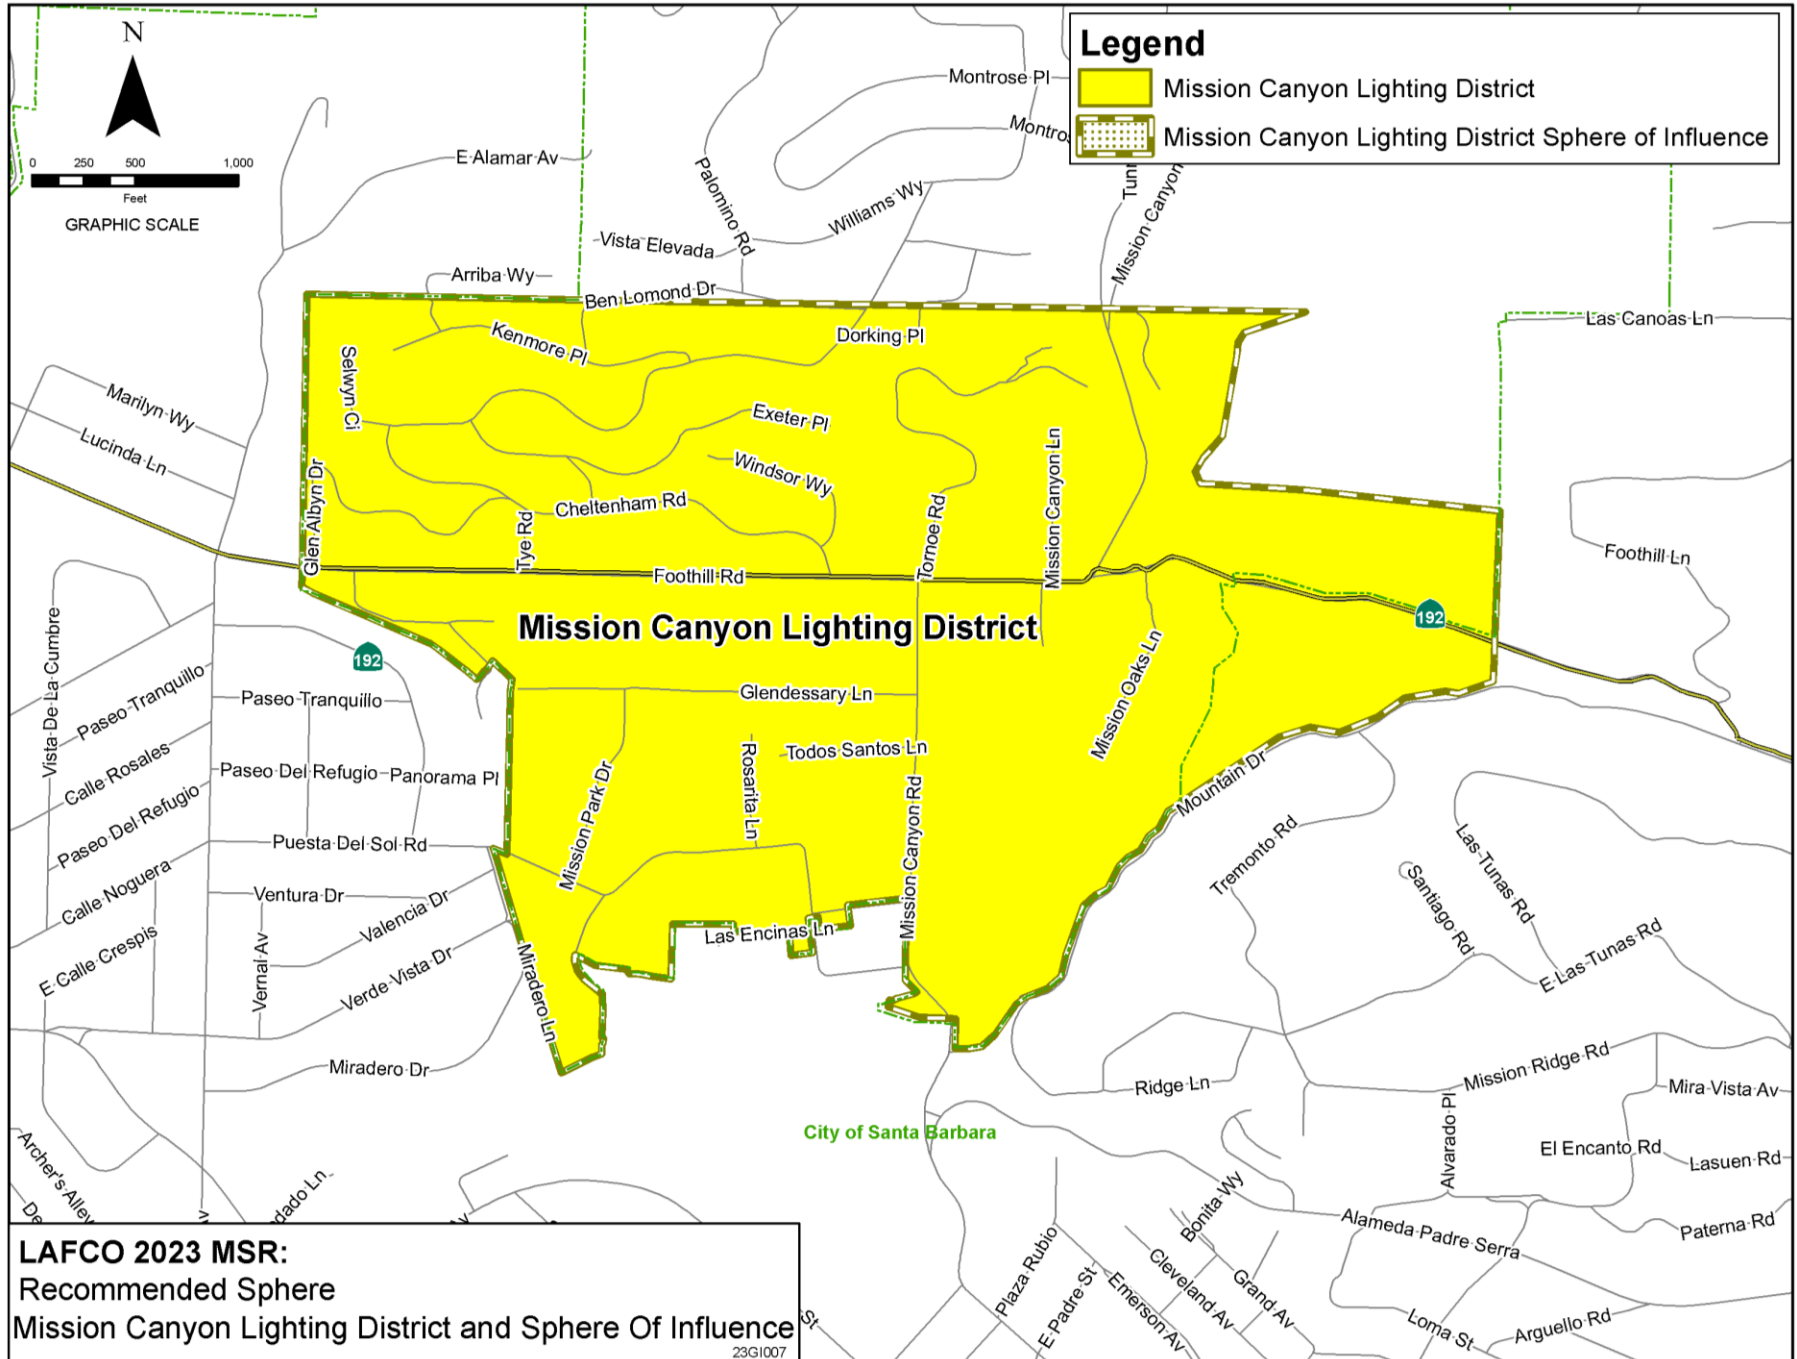 N
0 250 500 1,000
Feet
GRAPHIC SCALE
Legend
Mission Canyon Lighting District
Mission Canyon Lighting District Sphere of Influence
Montrose Pl
E Alamar Av
Palomino Rd
Williams Wy
Vista Elevada
Mission Canyon
Arriba Wy
Ben Lomond Dr
Las Canoas Ln
Kenmore Pl
Dorking Pl
Selwyn Ci
Marilyn Wy
Lucinda Ln
Exeter Pl
Windsor Wy
Cheltenham Rd
Glen Albyn Dr
Tye Rd
Tornoe Rd
Mission Canyon Ln
Foothill Rd
Foothill Ln
Mission Canyon Lighting District
192
192
Vista De La Cumbre
Paseo Tranquillo
Paseo Tranquillo
Glendessary Ln
Mission Oaks Ln
Todos Santos Ln
Rosarita Ln
Mission Park Dr
Mission Canyon Rd
Calle Rosales
Paseo Del Refugio
Panorama Pl
Paseo Del Refugio
Mountain Dr
Puesta Del Sol Rd
Tremonto Rd
Las Tunas Rd
Santiago Rd
Calle Noguera
Ventura Dr
Valencia Dr
Las Encinas Ln
E Las Tunas Rd
E Calle Crespis
Vernal Av
Verde Vista Dr
Miradero Ln
Miradero Dr
Ridge Ln
Mission Ridge Rd
Mira Vista Av
City of Santa Barbara
Alvarado Pl
El Encanto Rd
Lasuen Rd
Archer's Alley
Bonita Wy
Alameda Padre Serra
Paterna Rd
Plaza Rubio
E Padre St
Emerson Av
Cleveland Av
Grand Av
Loma St
Arguello Rd
St
LAFCO 2023 MSR:
Recommended Sphere
Mission Canyon Lighting District and Sphere Of Influence
23GI007